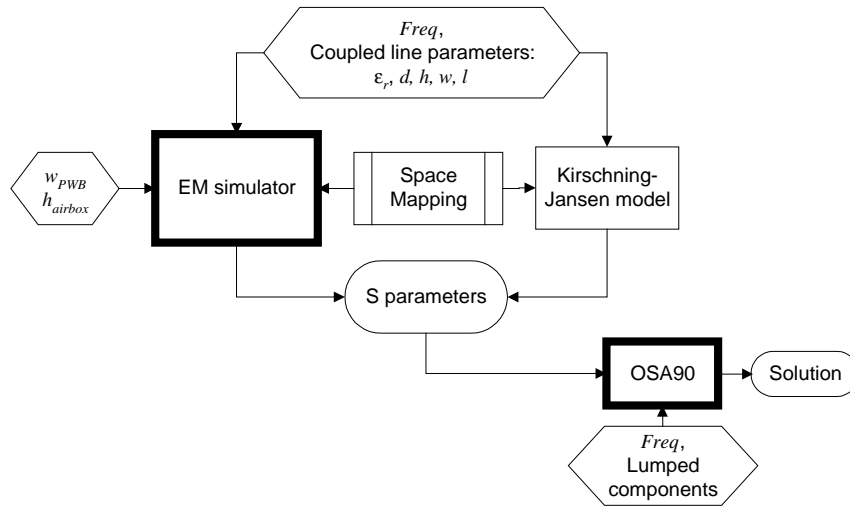 Freq,
Coupled line parameters:
εr, d, h, w, l
wPWB
hairbox
EM simulator
Space
Mapping
Kirschning-
Jansen model
S parameters
OSA90
Solution
Freq,
Lumped
components